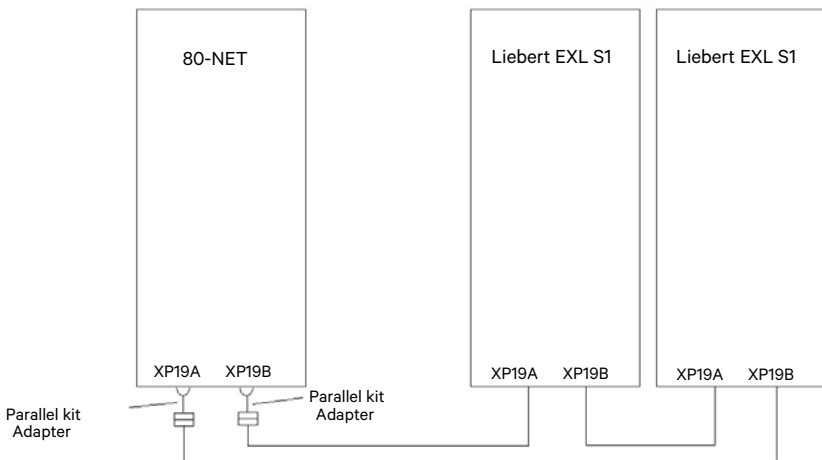 80-NET
Liebert EXL S1
Liebert EXL S1
XP19A
XP19B
XP19A
XP19B
XP19A
XP19B
Parallel kit
Adapter
Parallel kit
Adapter